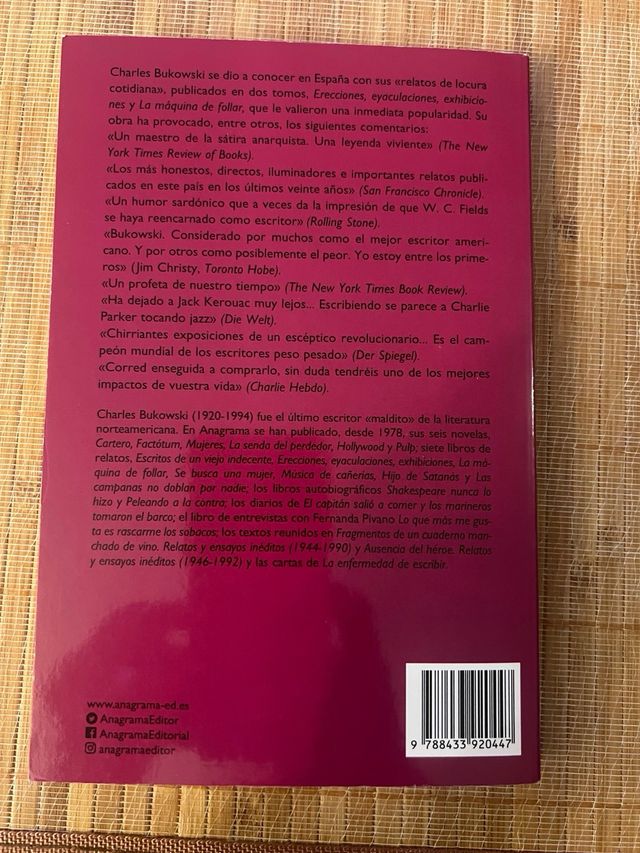 Charles Bukowski se dio a conocer en España con sus «relatos de locura
cotidiana», publicados en dos tomos, Erecciones, eyaculaciones, exhibicio-
nes y La máquina de follar, que le valieron una inmediata popularidad. Su
obra ha provocado, entre otros, los siguientes comentarios:
«Un maestro de la sátira anarquista. Una leyenda viviente» (The New
York Times Review of Books).
«Los más honestos, directos, iluminadores e importantes relatos publi-
cados en este país en los últimos veinte años» (San Francisco Chronicle).
«Un humor sardónico que a veces da la impresión de que W. C. Fields
se haya reencarnado como escritor» (Rolling Stone).
«Bukowski. Considerado por muchos como el mejor escritor ameri-
cano. Y por otros como posiblemente el peor. Yo estoy entre los prime-
ros» (Jim Christy, Toronto Hobe).
«Un profeta de nuestro tiempo» (The New York Times Book Review).
«Ha dejado a Jack Kerouac muy lejos... Escribiendo se parece a Charlie
Parker tocando jazz» (Die Welt).
«Chirriantes exposiciones de un escéptico revolucionario... Es el cam-
peón mundial de los escritores peso pesado» (Der Spiegel).
«Corred enseguida a comprarlo, sin duda tendréis uno de los mejores
impactos de vuestra vida» (Charlie Hebdo).
Charles Bukowski (1920-1994) fue el último escritor «maldito» de la literatura
norteamericana. En Anagrama se han publicado, desde 1978, sus seis novelas,
Cartero, Factótum, Mujeres, La senda del perdedor, Hollywood y Pulp; siete libros de
relatos, Escritos de un viejo indecente, Erecciones, eyaculaciones, exhibiciones, La má-
quina de follar, Se busca una mujer, Música de cañerías, Hijo de Satanás y Las
campanas no doblan por nadie; los libros autobiográficos Shakespeare nunca lo
hizo y Peleando a la contra; los diarios de El capitán salió a comer y los marineros
tomaron el barco; el libro de entrevistas con Fernanda Pivano Lo que más me gus-
ta es rascarme los sobacos; los textos reunidos en Fragmentos de un cuaderno man-
chado de vino. Relatos y ensayos inéditos (1944-1990) y Ausencia del héroe. Relatos
y ensayos inéditos (1946-1992) y las cartas de La enfermedad de escribir.
www.anagrama-ed.es
AnagramaEditor
AnagramaEditorial
anagramaeditor
9 788433 920447